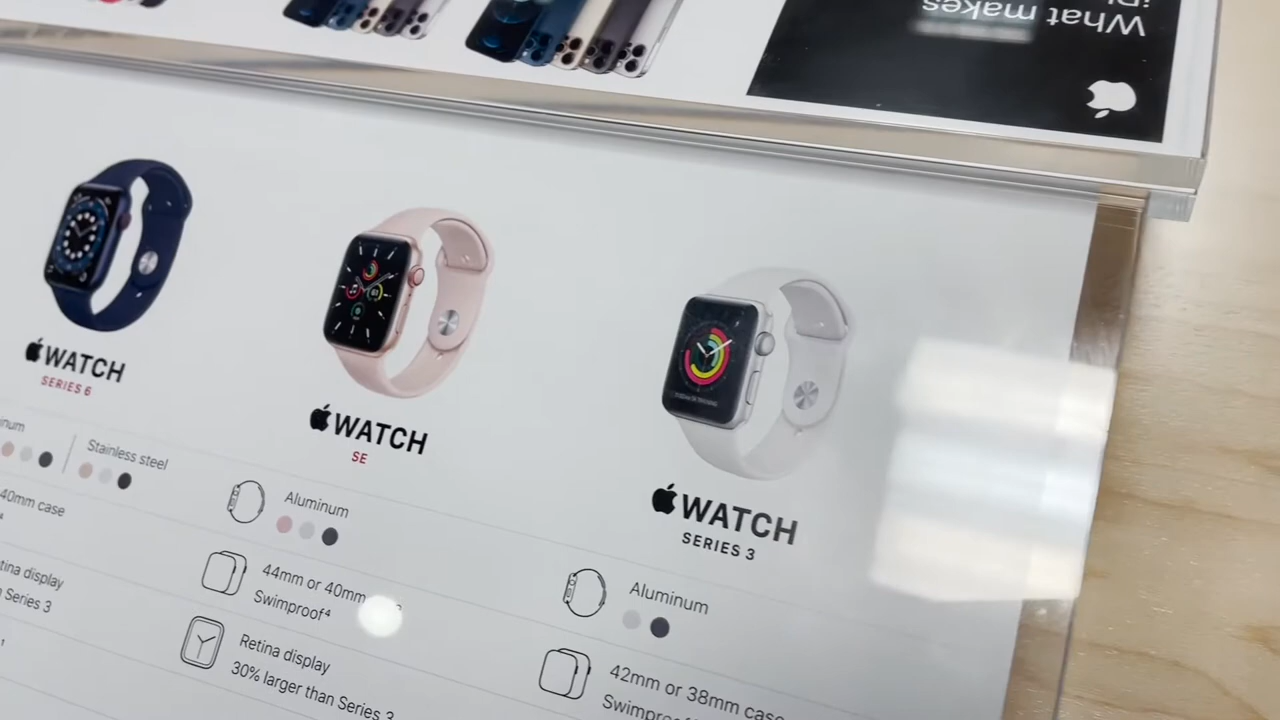 What makes
WATCH
SERIES 6
Stainless steel
40mm case
display
Series 3
WATCH
SE
Aluminum
44mm or 40mm
Swimproof⁴
Retina display
30% larger than Series 3
WATCH
SERIES 3
Aluminum
42mm or 38mm case